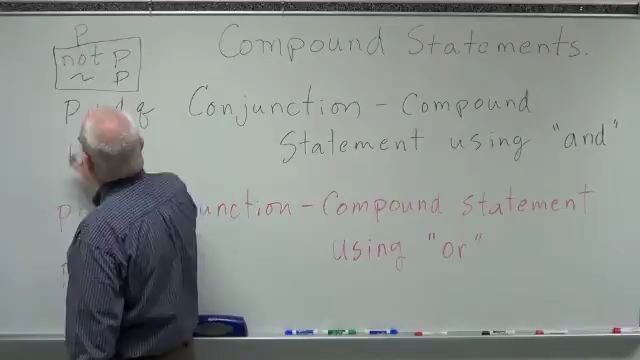 P
Compound Statements.
not P
~ P
P q Conjunction - Compound
Statement using "and"
p unction - Compound statement
using "or"